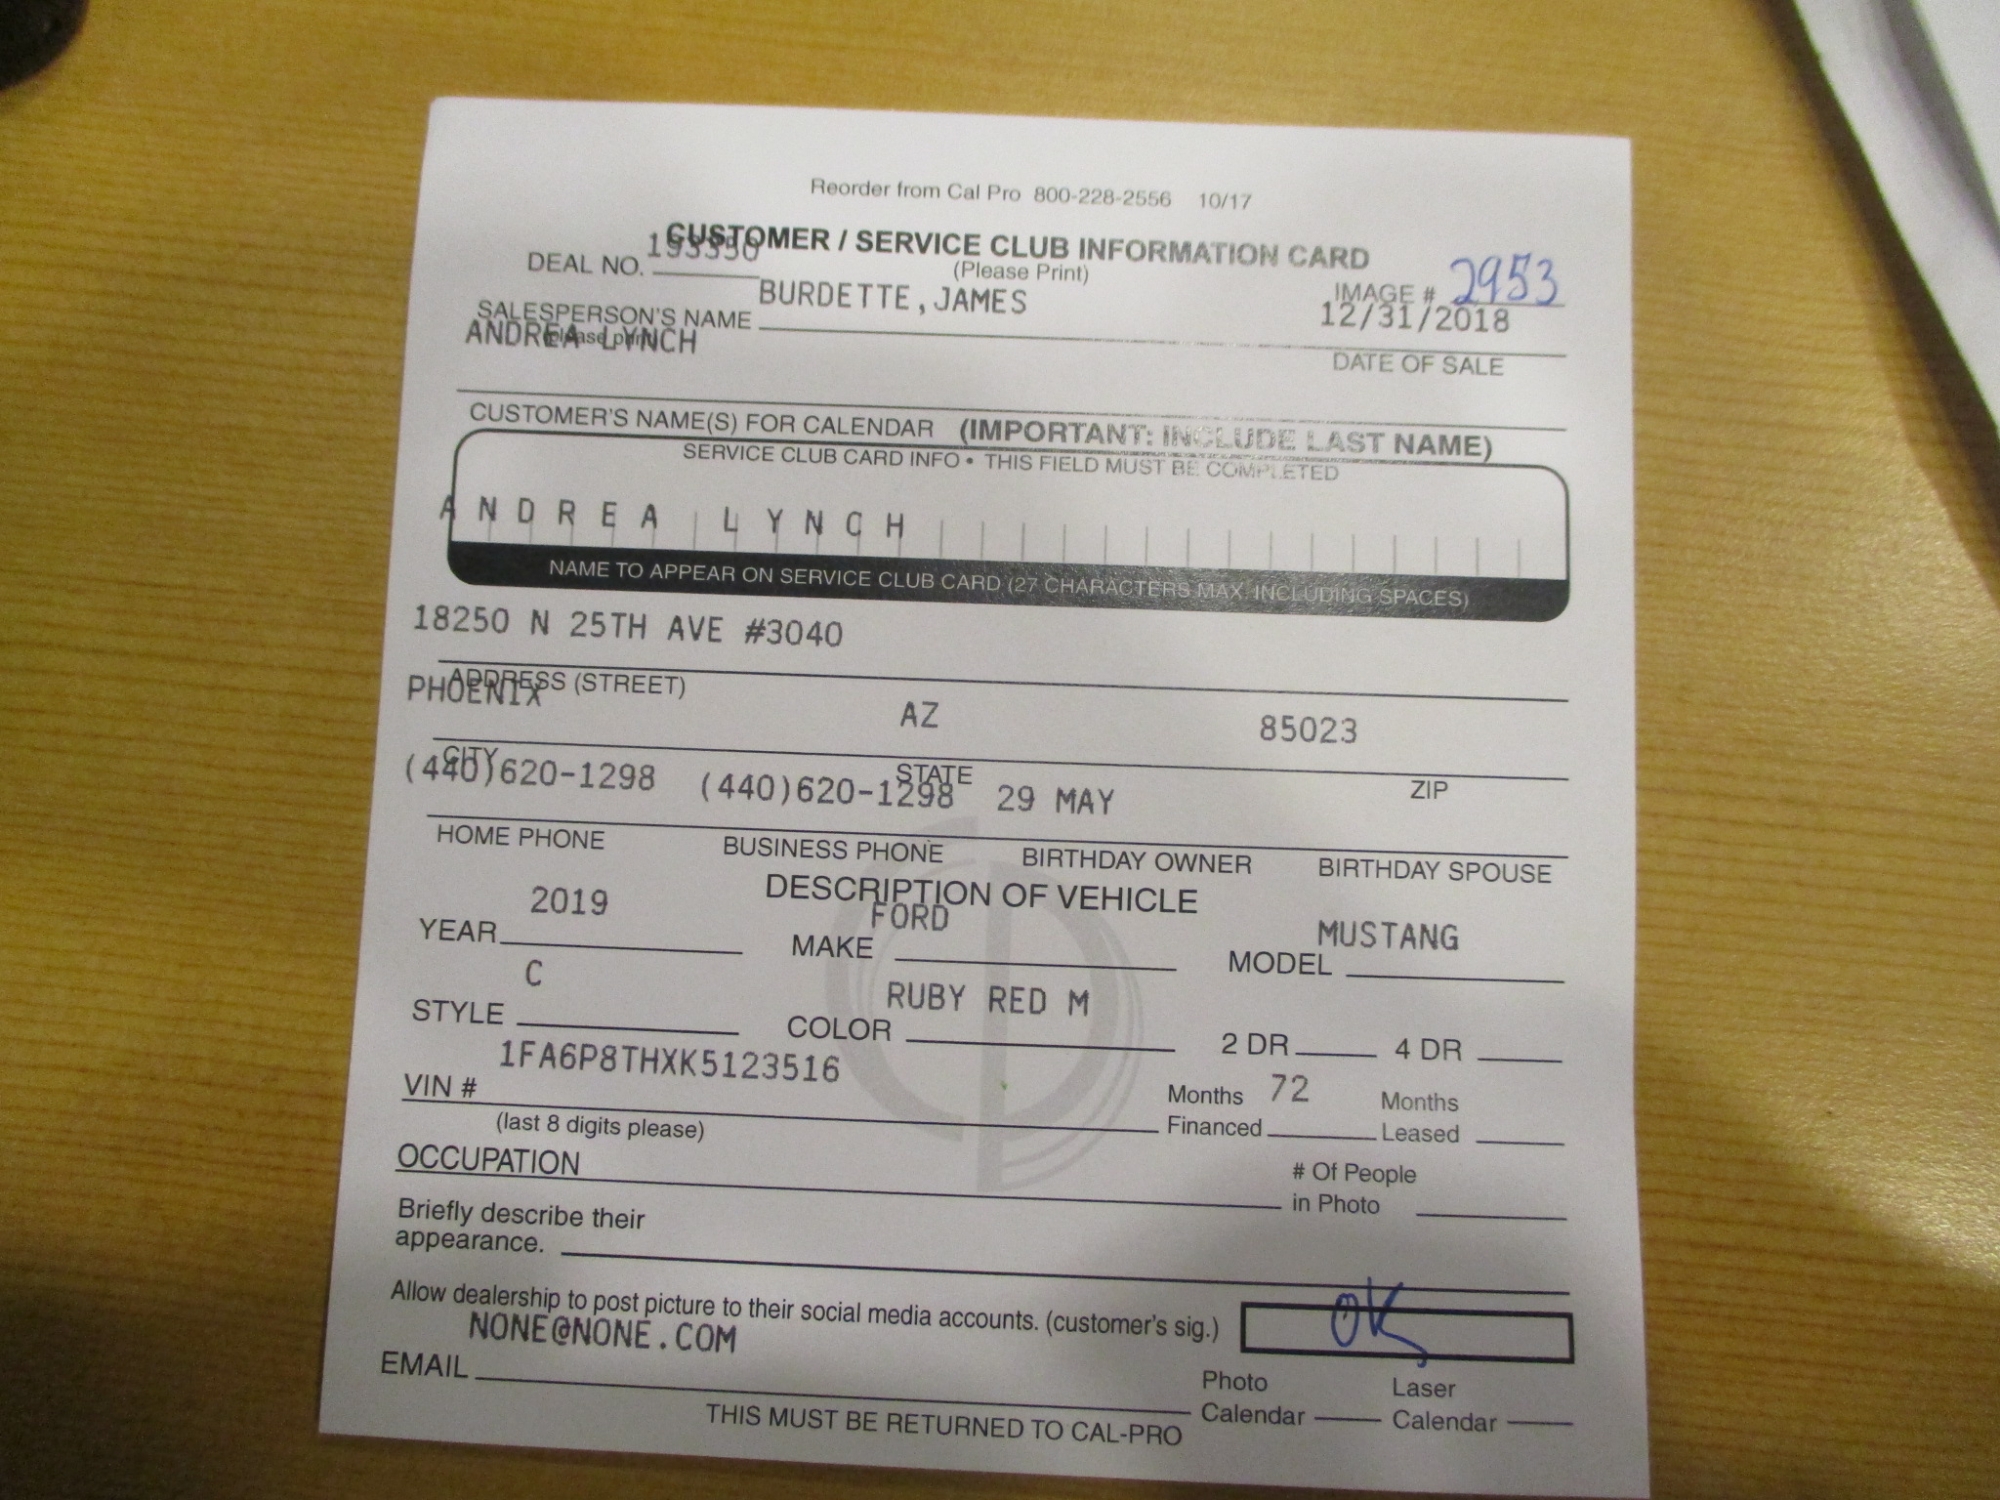 Reorder from Cal Pro 800-228-2556 10/17
CUSTOMER / SERVICE CLUB INFORMATION CARD
(Please Print)
DEAL NO. 193350
IMAGE # 2953
SALESPERSON'S NAME BURDETTE,JAMES
(please print)
12/31/2018
DATE OF SALE
ANDREA LYNCH
CUSTOMER'S NAME(S) FOR CALENDAR (IMPORTANT: INCLUDE LAST NAME)
SERVICE CLUB CARD INFO • THIS FIELD MUST BE COMPLETED
ANDREA LYNCH
NAME TO APPEAR ON SERVICE CLUB CARD (27 CHARACTERS MAX. INCLUDING SPACES)
18250 N 25TH AVE #3040
ADDRESS (STREET)
PHOENIX AZ 85023
CITY STATE ZIP
(440)620-1298 (440)620-1298 29 MAY
HOME PHONE BUSINESS PHONE BIRTHDAY OWNER BIRTHDAY SPOUSE
DESCRIPTION OF VEHICLE
YEAR 2019 MAKE FORD MODEL MUSTANG
STYLE C COLOR RUBY RED M 2 DR 4 DR
VIN # 1FA6P8THXK5123516
(last 8 digits please)
Months Financed 72 Months Leased
OCCUPATION
# Of People in Photo
Briefly describe their
appearance.
Allow dealership to post picture to their social media accounts. (customer's sig.) OK
EMAIL NONE@NONE.COM
Photo Calendar Laser Calendar
THIS MUST BE RETURNED TO CAL-PRO